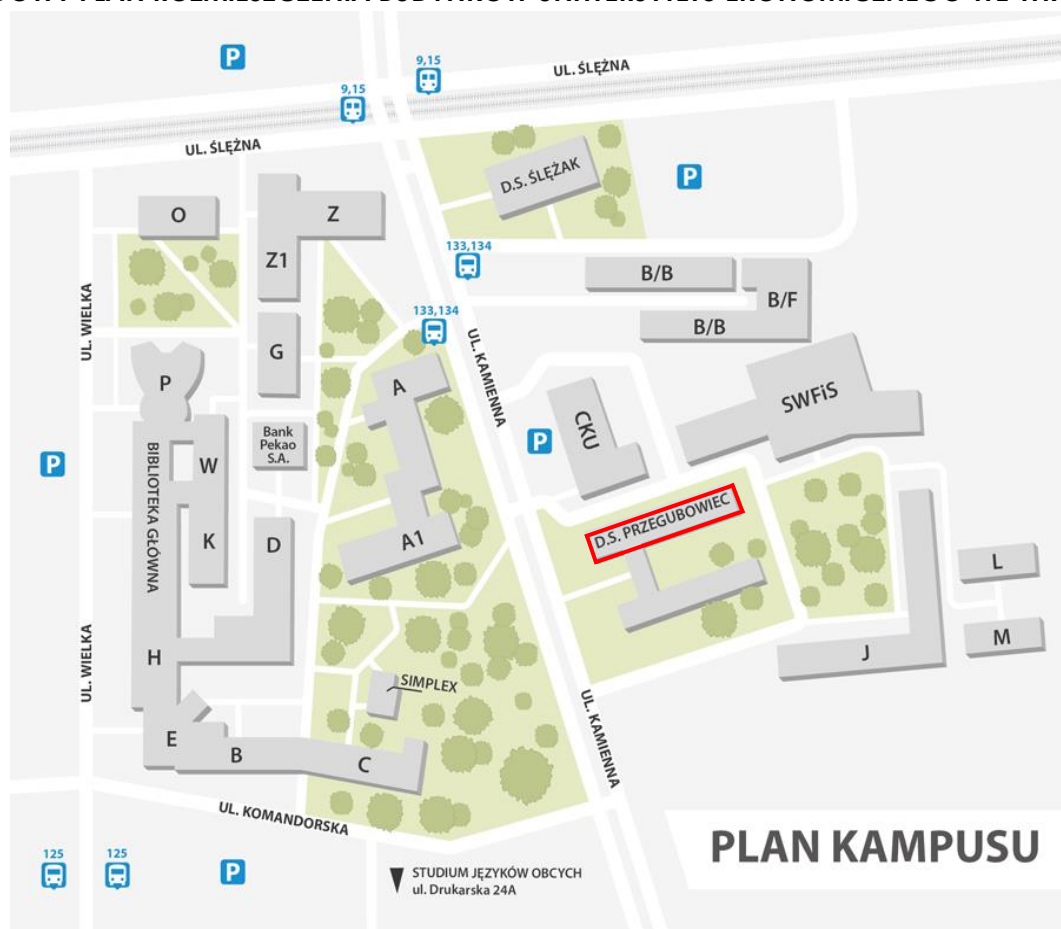 P
9,15
9,15
UL. ŚLĘŻNA
UL. ŚLĘŻNA
D.S. ŚLĘŻAK
P
O
Z
Z1
133,134
B/B
B/F
B/B
UL. WIELKA
133,134
UL. KAMIENNA
G
P
A
SWFiS
CKU
P
Bank
Pekao
S.A.
P
BIBLIOTEKA GŁÓWNA
W
K
D
A1
D.S. PRZEGUBOWIEC
L
M
J
H
UL. WIELKA
SIMPLEX
UL. KAMIENNA
E
B
C
UL. KOMANDORSKA
PLAN KAMPUSU
125
125
P
STUDIUM JĘZYKÓW OBCYCH
ul. Drukarska 24A